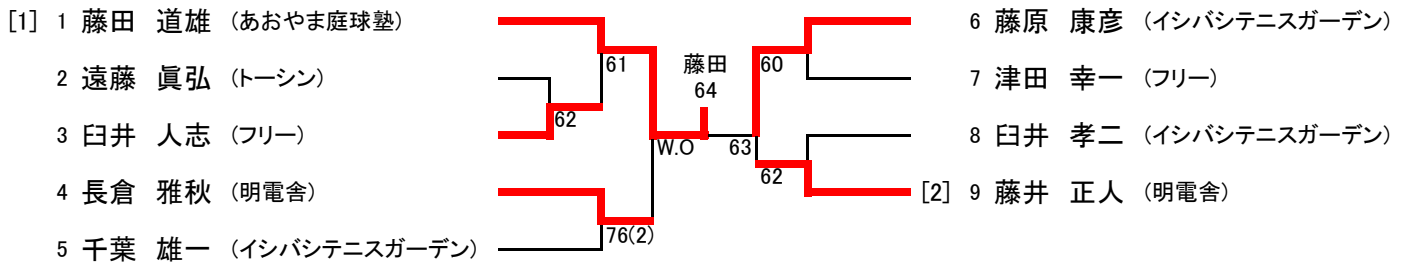 [1] 1 藤田 道雄 (あおやま庭球塾)
2 遠藤 眞弘 (トーシン)
3 臼井 人志 (フリー)
4 長倉 雅秋 (明電舎)
5 千葉 雄一 (イシバシテニスガーデン)
61
62
76(2)
W.O
藤田
64
63
60
62
6 藤原 康彦 (イシバシテニスガーデン)
7 津田 幸一 (フリー)
8 臼井 孝二 (イシバシテニスガーデン)
[2] 9 藤井 正人 (明電舎)